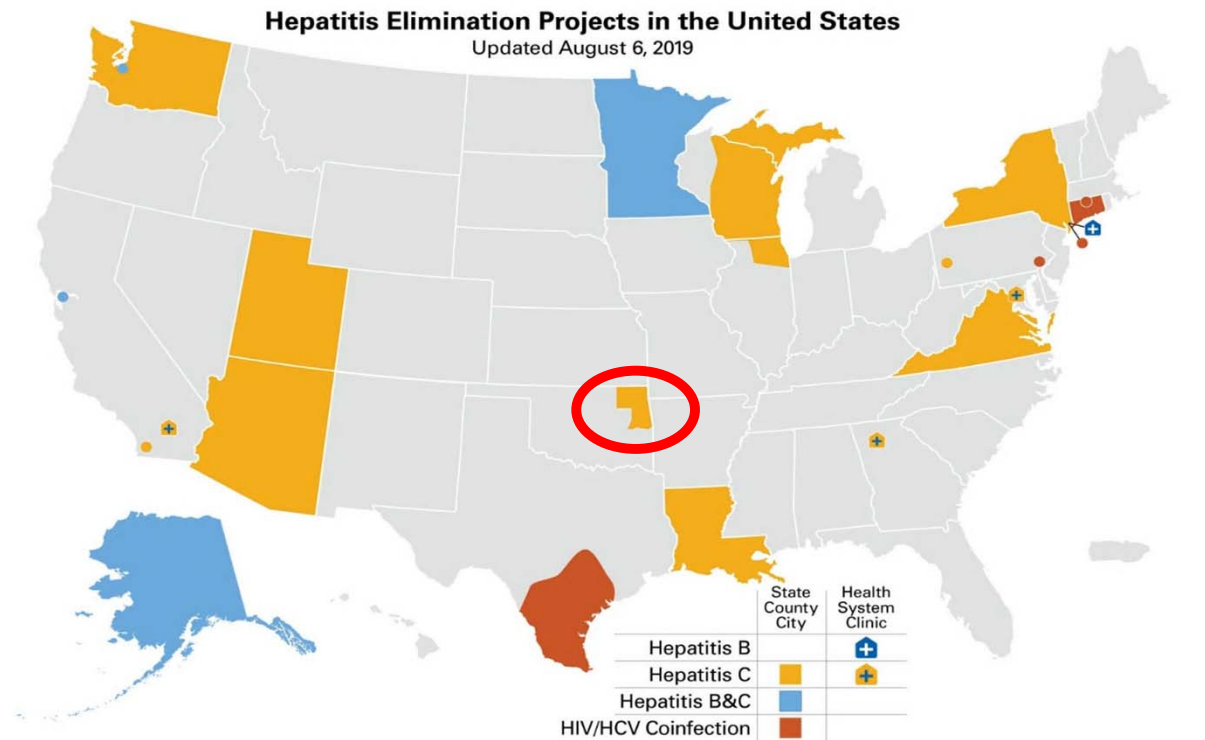 Hepatitis Elimination Projects in the United States
Updated August 6, 2019
State
County
City
Health
System
Clinic
Hepatitis B
Hepatitis C
Hepatitis B&C
HIV/HCV Coinfection